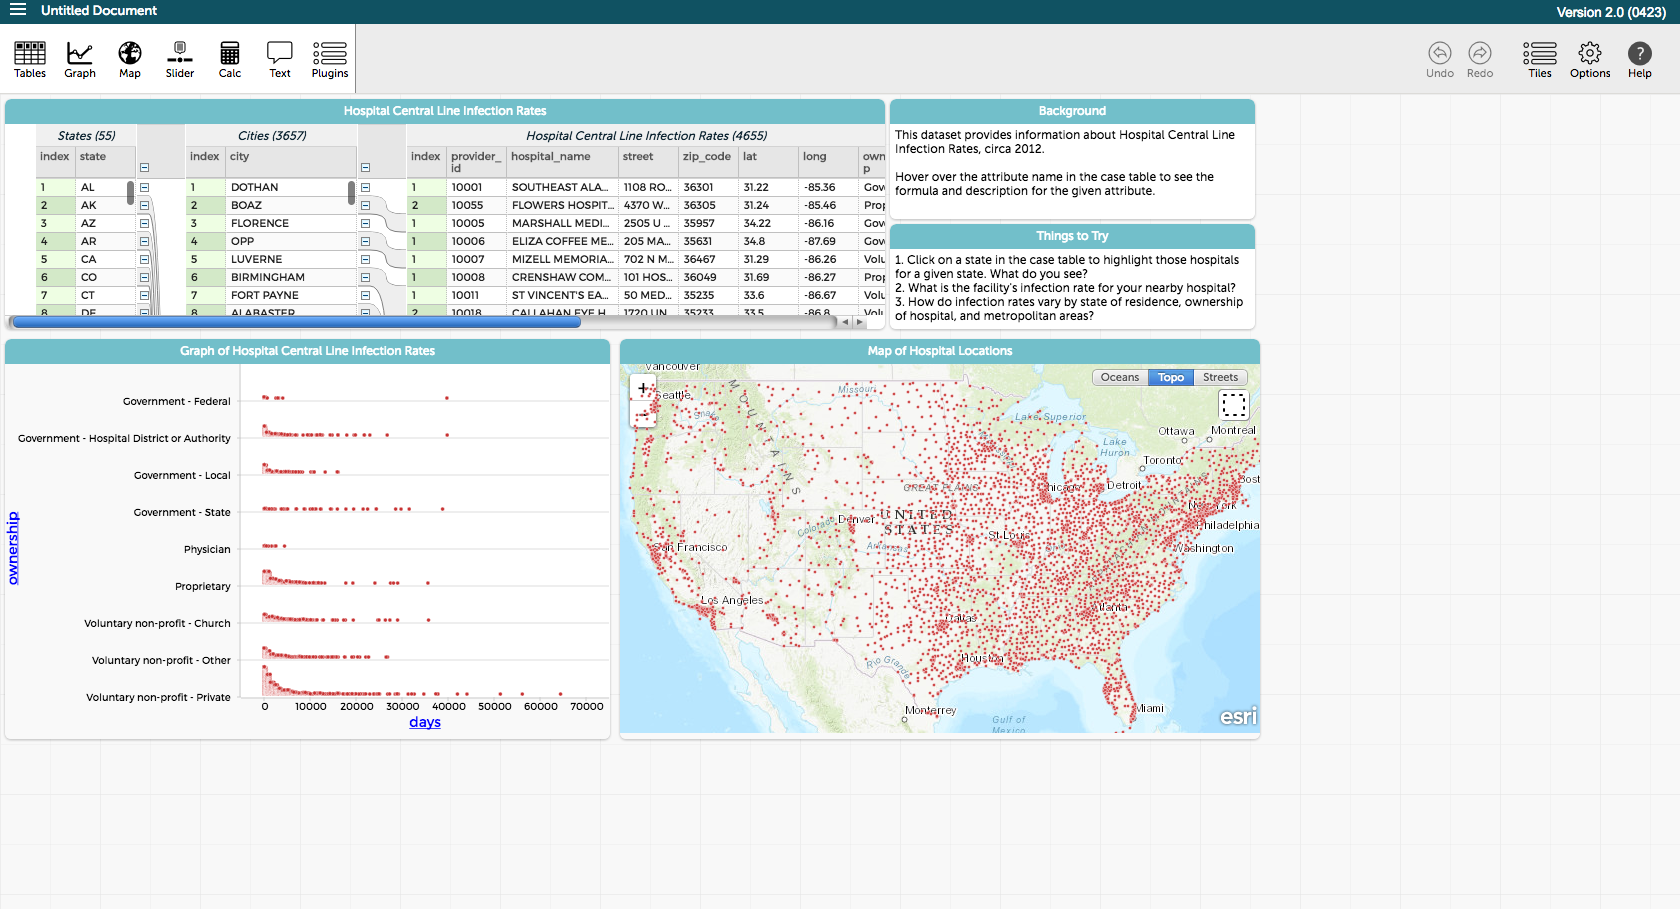 Untitled Document
Version 2.0 (0423)
Tables Graph Map Slider Calc Text Plugins
Undo Redo Tiles Options Help
Hospital Central Line Infection Rates
States (55) Cities (3657) Hospital Central Line Infection Rates (4655)
index state index city index provider_id hospital_name street zip_code lat long own p
1 AL 1 DOTHAN 1 10001 SOUTHEAST ALA... 1108 RO... 36301 31.22 -85.36 Gov
2 AK 2 BOAZ 2 10055 FLOWERS HOSPIT... 4370 W... 36305 31.24 -85.46 Prop
3 AZ 3 FLORENCE 1 10005 MARSHALL MEDI... 2505 U ... 35957 34.22 -86.16 Gov
4 AR 4 OPP 1 10006 ELIZA COFFEE ME... 205 MA... 35631 34.8 -87.69 Gov
5 CA 5 LUVERNE 1 10007 MIZELL MEMORIA... 702 N M... 36467 31.29 -86.26 Volu
6 CO 6 BIRMINGHAM 1 10008 CRENSHAW COM... 101 HOS... 36049 31.69 -86.27 Prop
7 CT 7 FORT PAYNE 1 10011 ST VINCENT'S EA... 50 MED... 35235 33.6 -86.67 Volu
8 DE 8 ALABASTER 2 10018 CALLAHAN EYE H... 1720 UN... 35233 33.5 -86.8 Volu
Background
This dataset provides information about Hospital Central Line
Infection Rates, circa 2012.
Hover over the attribute name in the case table to see the
formula and description for the given attribute.
Things to Try
1. Click on a state in the case table to highlight those hospitals
for a given state. What do you see?
2. What is the facility's infection rate for your nearby hospital?
3. How do infection rates vary by state of residence, ownership
of hospital, and metropolitan areas?
Graph of Hospital Central Line Infection Rates
ownership
Government - Federal
Government - Hospital District or Authority
Government - Local
Government - State
Physician
Proprietary
Voluntary non-profit - Church
Voluntary non-profit - Other
Voluntary non-profit - Private
0 10000 20000 30000 40000 50000 60000 70000
days
Map of Hospital Locations
Oceans Topo Streets
+
Vancouver
Seattle
Missouri
Snake
MOUNTAINS
Lake Superior
Ottawa Montreal
Lake
Huron
Toronto
Chicago Detroit
Bost
GREAT PLAINS
New York
Philadelphia
Washington
UNITED
STATES
Denver
Colorado
St Louis
Ohio
Arkansas
San Francisco
Los Angeles
Atlanta
Dallas
Houston
Rio Grande
Monterrey
Miami
Gulf of
Mexico
esri